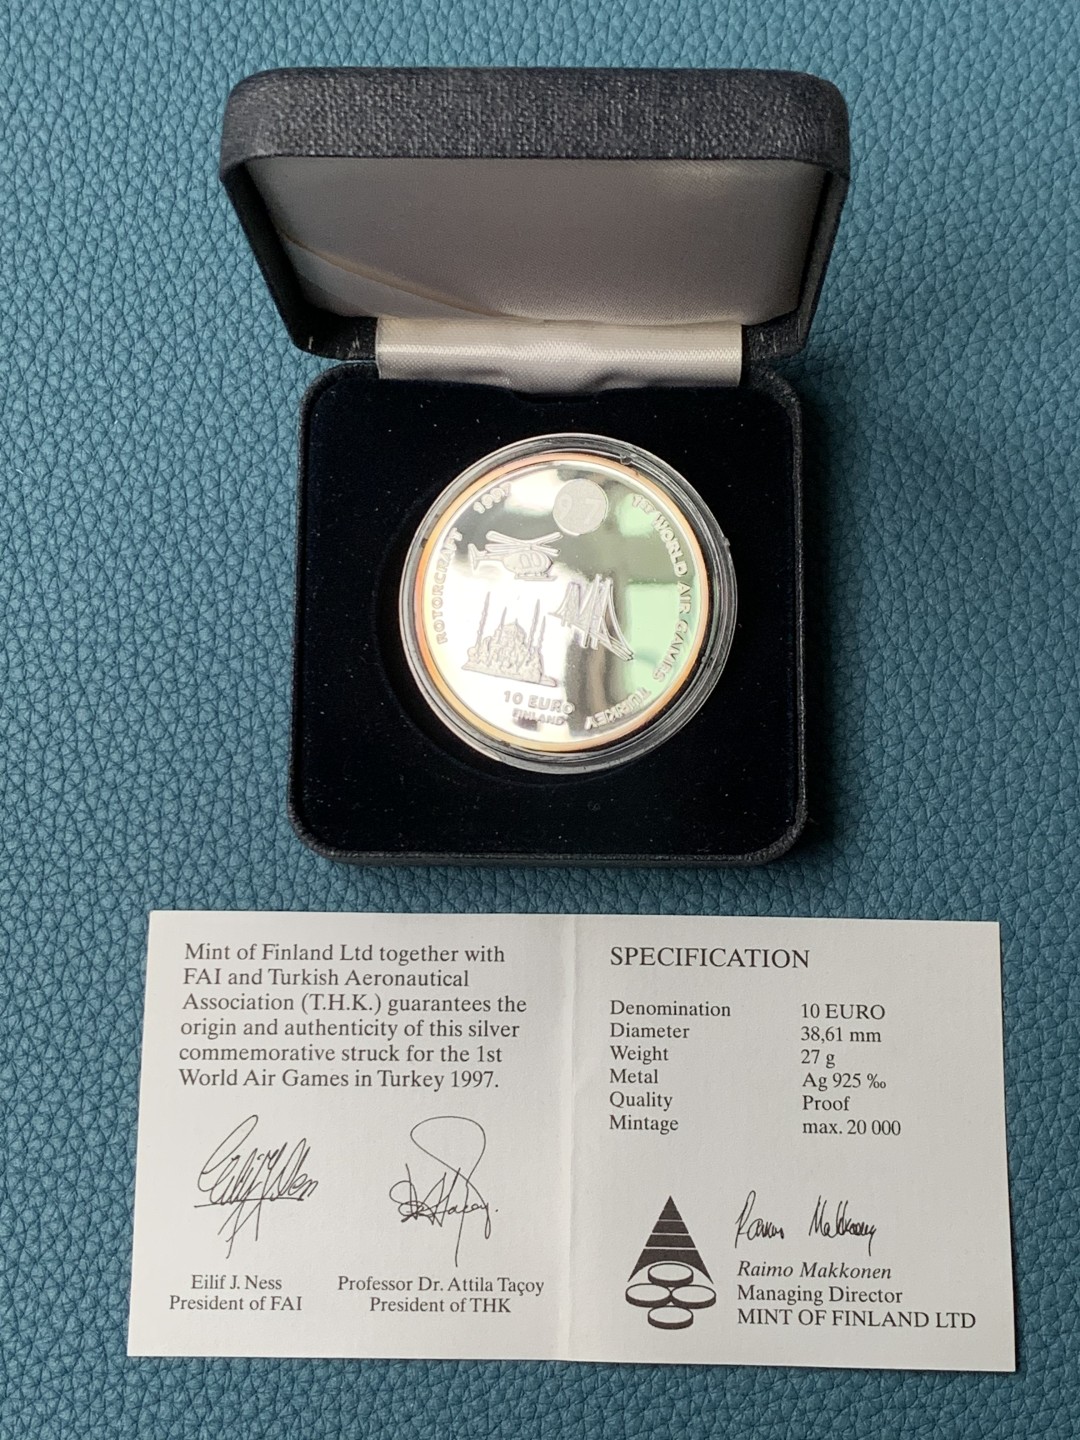 1997
97
1ST WORLD AIR GAMES TURKEY
ROTORCRAFT
10 EURO
FINLAND
Mint of Finland Ltd together with
FAI and Turkish Aeronautical
Association (T.H.K.) guarantees the
origin and authenticity of this silver
commemorative struck for the 1st
World Air Games in Turkey 1997.
Eilif J. Ness
President of FAI
Professor Dr. Attila Taçoy
President of THK
SPECIFICATION
Denomination 10 EURO
Diameter 38,61 mm
Weight 27 g
Metal Ag 925 ‰
Quality Proof
Mintage max. 20 000
Raimo Makkonen
Raimo Makkonen
Managing Director
MINT OF FINLAND LTD